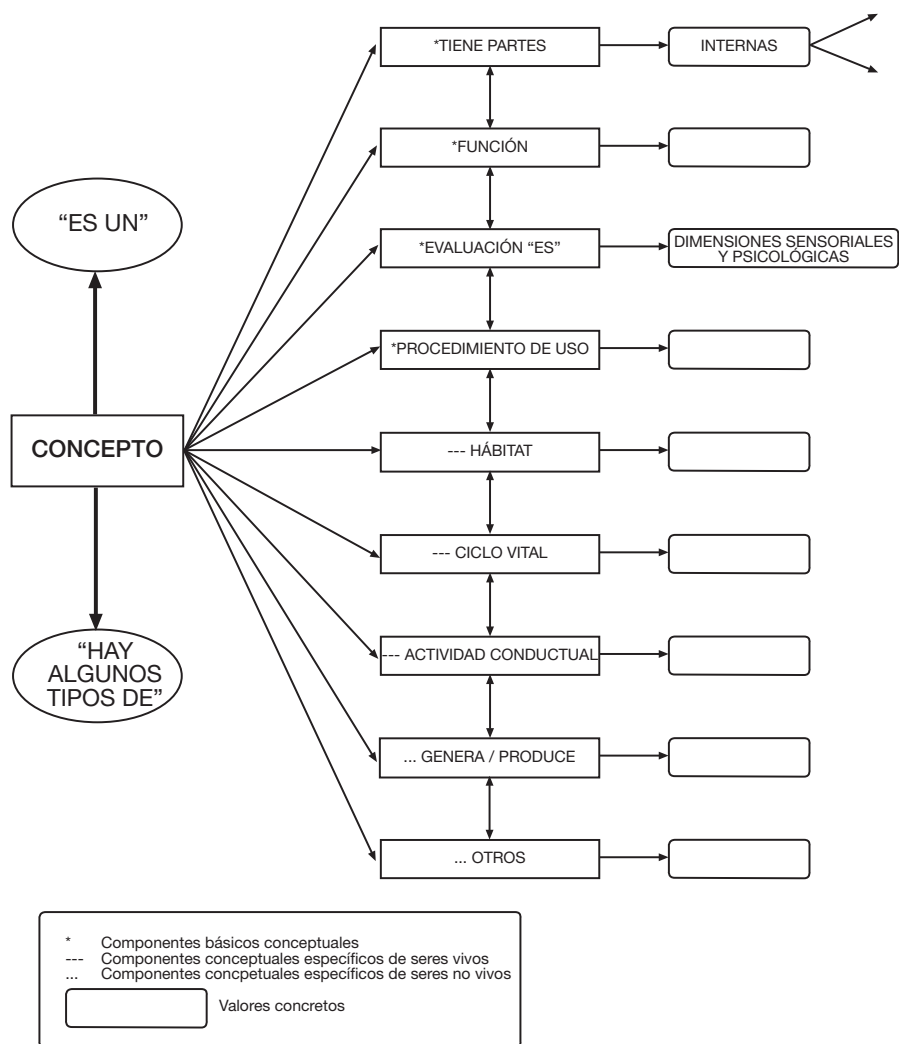 *TIENE PARTES
INTERNAS
*FUNCIÓN
“ES UN”
*EVALUACIÓN “ES”
DIMENSIONES SENSORIALES
Y PSICOLÓGICAS
*PROCEDIMIENTO DE USO
CONCEPTO
--- HÁBITAT
--- CICLO VITAL
“HAY
ALGUNOS
TIPOS DE”
--- ACTIVIDAD CONDUCTUAL
... GENERA / PRODUCE
... OTROS
* Componentes básicos conceptuales
--- Componentes conceptuales específicos de seres vivos
... Componentes concpetuales específicos de seres no vivos
Valores concretos